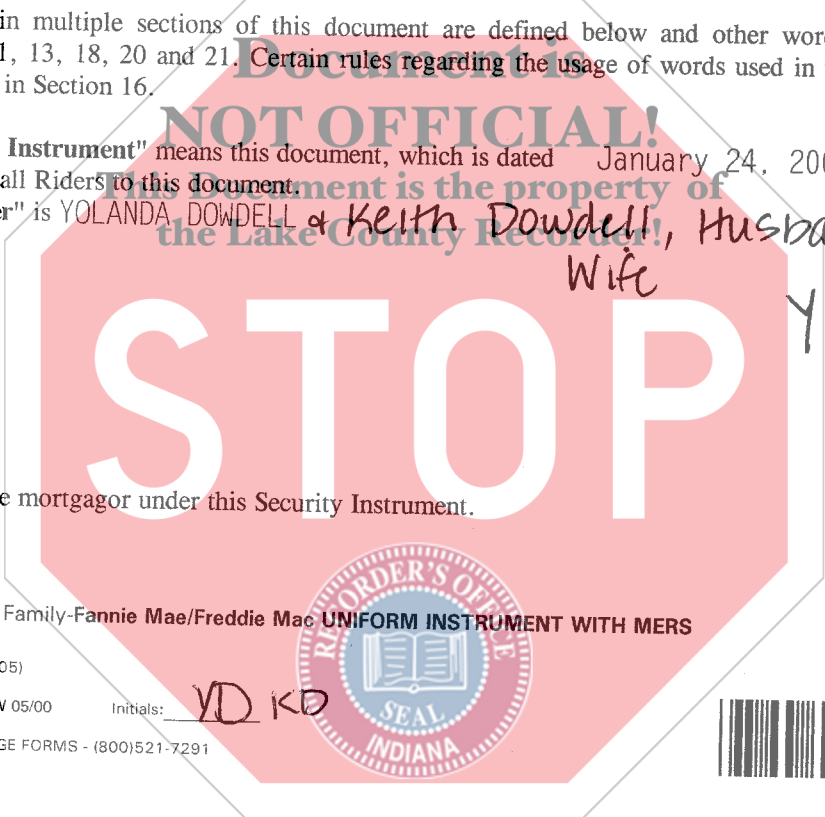 in multiple sections of this document are defined below and other
1, 13, 18, 20 and 21. Certain rules regarding the usage of words used in
in Section 16.
Document is
NOT OFFICIAL!
Instrument" means this document, which is dated January 24, 200
all Riders to this document.
This Document is the property of
r" is YOLANDA DOWDELL & Keith Dowdell, Husba
the Lake County Recorder!
Wife
Y
STOP
e mortgagor under this Security Instrument.
RECORDER'S OFFICE
Family-Fannie Mae/Freddie Mac UNIFORM INSTRUMENT WITH MERS
05)
05/00 Initials: YD KD
SEAL
INDIANA
GE FORMS - (800)521-7291